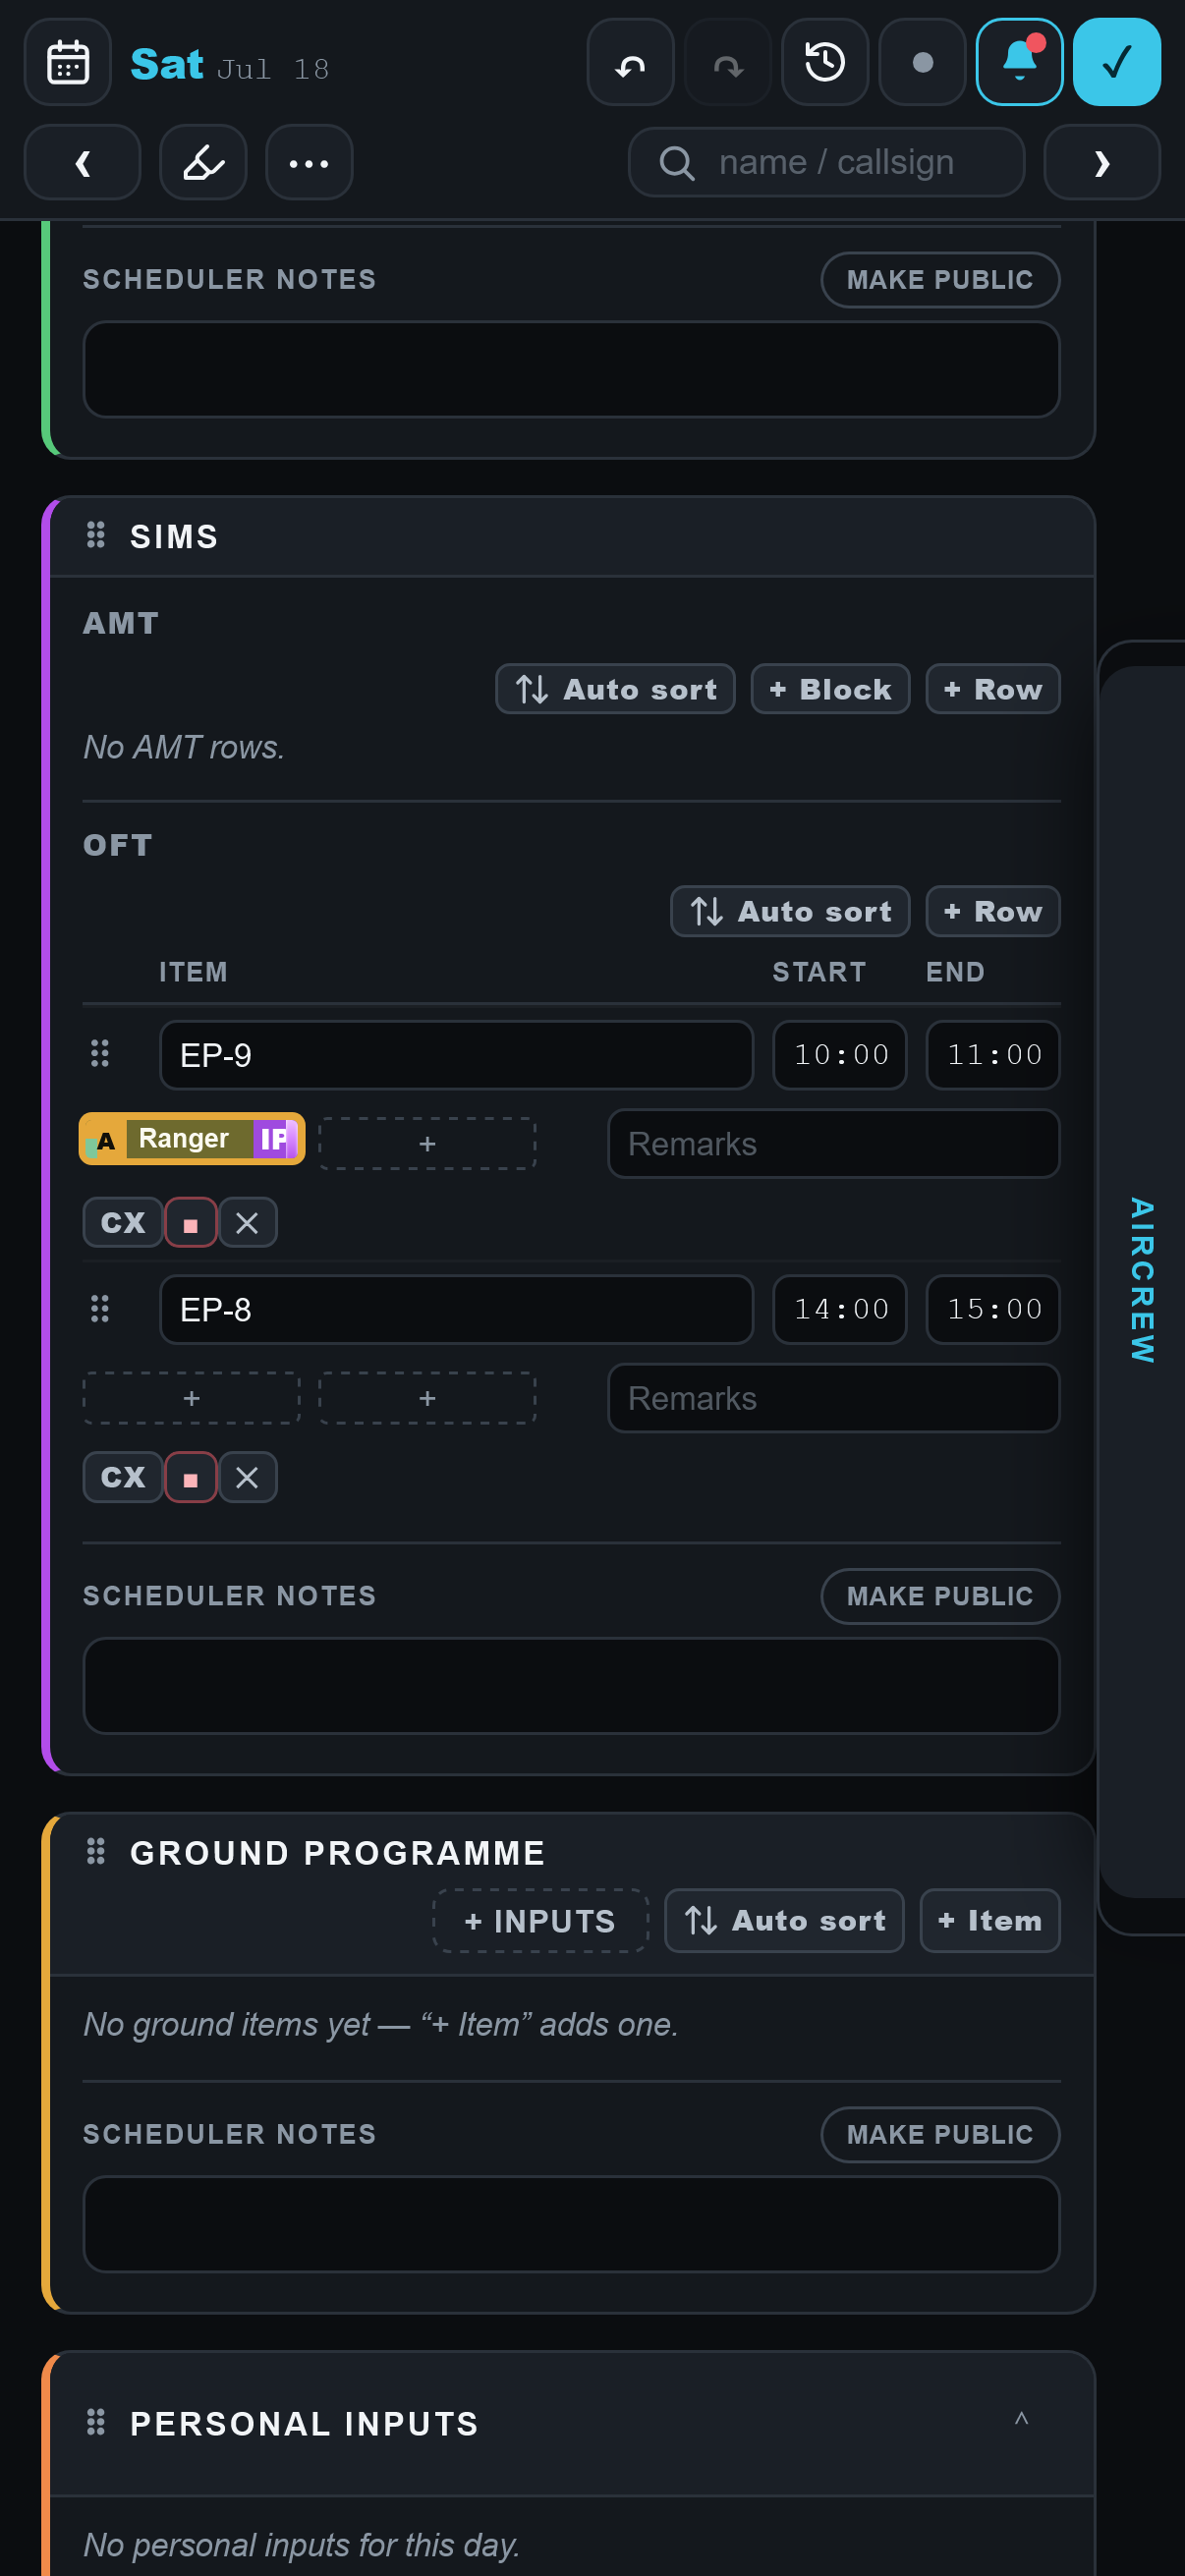 Sat Jul 18
name / callsign
SCHEDULER NOTES MAKE PUBLIC
SIMS
AMT
Auto sort + Block + Row
No AMT rows.
OFT
Auto sort + Row
ITEM START END
EP-9 10:00 11:00
A Ranger IP + Remarks
CX
EP-8 14:00 15:00
+ + Remarks
CX
SCHEDULER NOTES MAKE PUBLIC
AIRCREW
GROUND PROGRAMME
+ INPUTS Auto sort + Item
No ground items yet — “+ Item” adds one.
SCHEDULER NOTES MAKE PUBLIC
PERSONAL INPUTS
No personal inputs for this day.